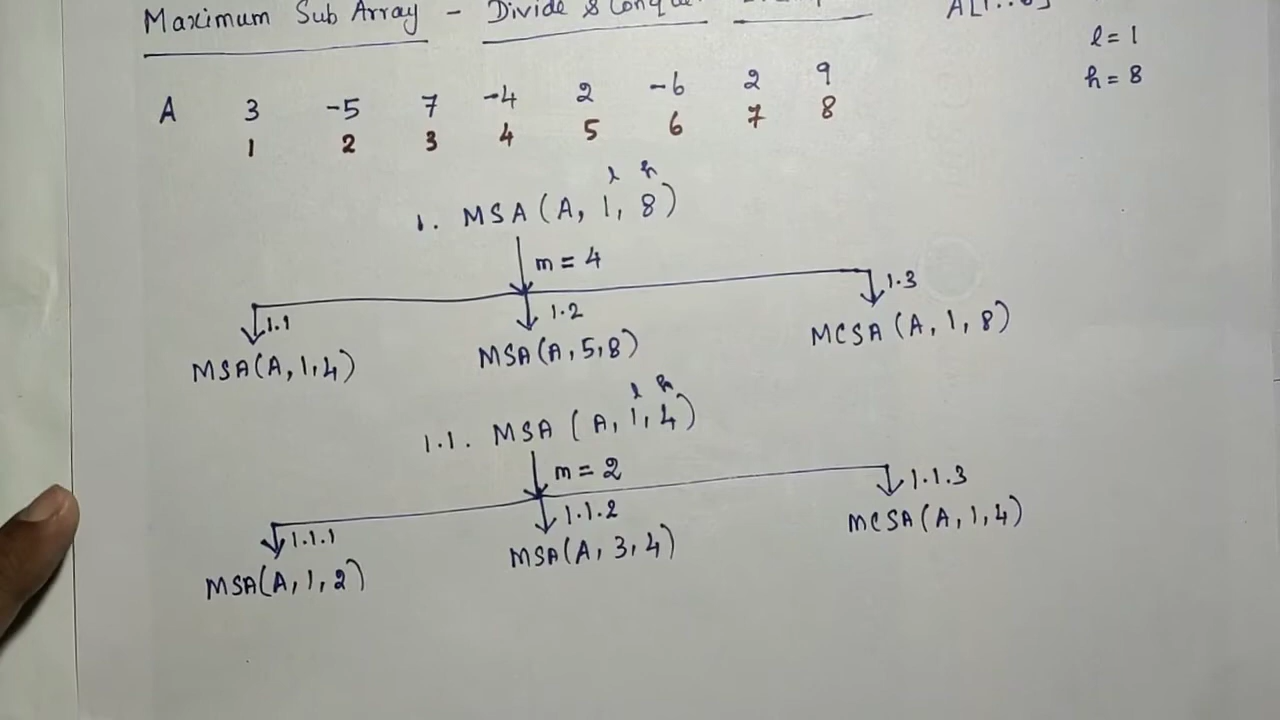 Maximum Sub Array - Divide & Conquer
l = 1
h = 8
A 3 -5 7 -4 2 -6 2 9
1 2 3 4 5 6 7 8
l h
1. MSA (A, 1, 8)
m = 4
1.1 1.2 1.3
MSA(A, 1, 4) MSA(A, 5, 8) MCSA (A, 1, 8)
l h
1.1. MSA (A, 1, 4)
m = 2
1.1.1 1.1.2 1.1.3
MSA(A, 1, 2) MSA(A, 3, 4) MCSA (A, 1, 4)